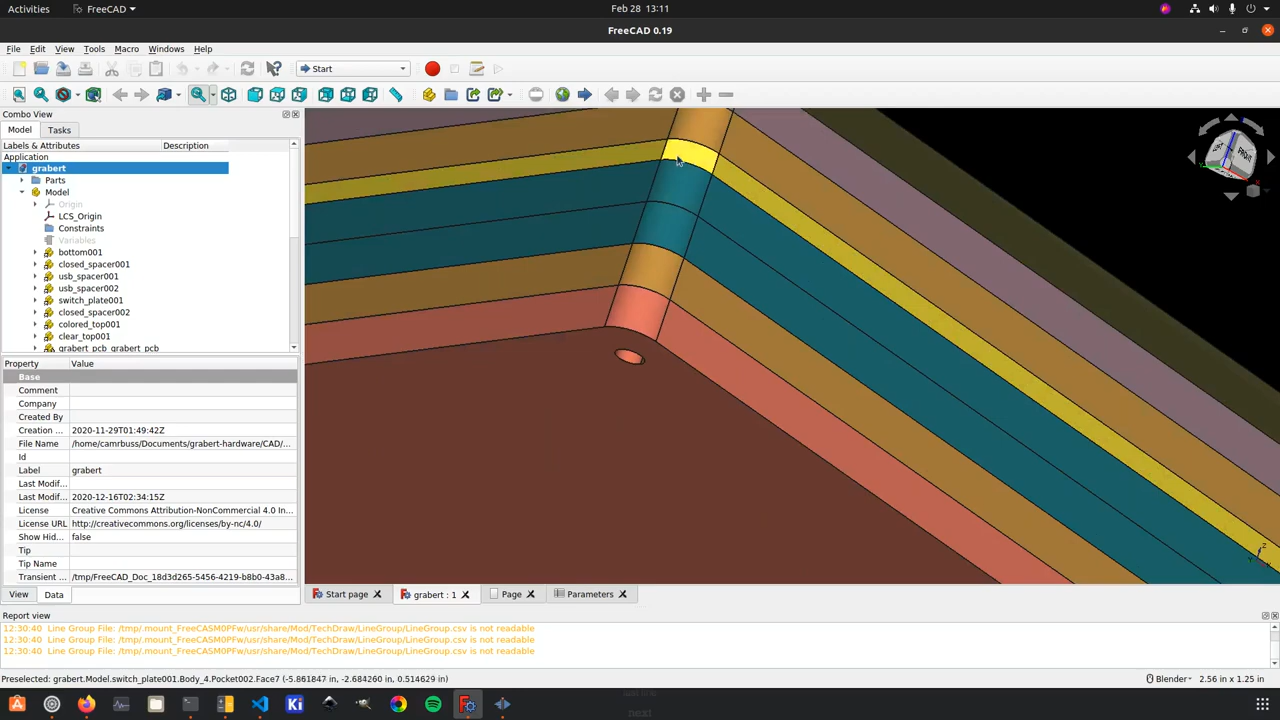 Activities
FreeCAD
Feb 28 13:11
FreeCAD 0.19
File Edit View Tools Macro Windows Help
Start
Combo View
Model Tasks
Labels & Attributes Description
Application
grabert
Parts
Model
Origin
LCS_Origin
Constraints
Variables
bottom001
closed_spacer001
usb_spacer001
usb_spacer002
switch_plate001
closed_spacer002
colored_top001
clear_top001
grabert_pcb_grabert_pcb
Property Value
Base
Comment
Company
Created By
Creation ... 2020-11-29T01:49:42Z
File Name /home/camrbuss/Documents/grabert-hardware/CAD/...
Id
Label grabert
Last Modif...
Last Modif... 2020-12-16T02:34:15Z
License Creative Commons Attribution-NonCommercial 4.0 In...
License URL http://creativecommons.org/licenses/by-nc/4.0/
Show Hid... false
Tip
Tip Name
Transient ... /tmp/FreeCAD_Doc_18d3d265-5456-4219-b8b0-43a8...
View Data
FRONT
Z
Start page grabert : 1 Page Parameters
Report view
12:30:40 Line Group File: /tmp/.mount_FreeCASM0PFw/usr/share/Mod/TechDraw/LineGroup/LineGroup.csv is not readable
12:30:40 Line Group File: /tmp/.mount_FreeCASM0PFw/usr/share/Mod/TechDraw/LineGroup/LineGroup.csv is not readable
12:30:40 Line Group File: /tmp/.mount_FreeCASM0PFw/usr/share/Mod/TechDraw/LineGroup/LineGroup.csv is not readable
Preselected: grabert.Model.switch_plate001.Body_4.Pocket002.Face7 (-5.861847 in, -2.684260 in, 0.514629 in)
Blender 2.56 in x 1.25 in
Ki
next